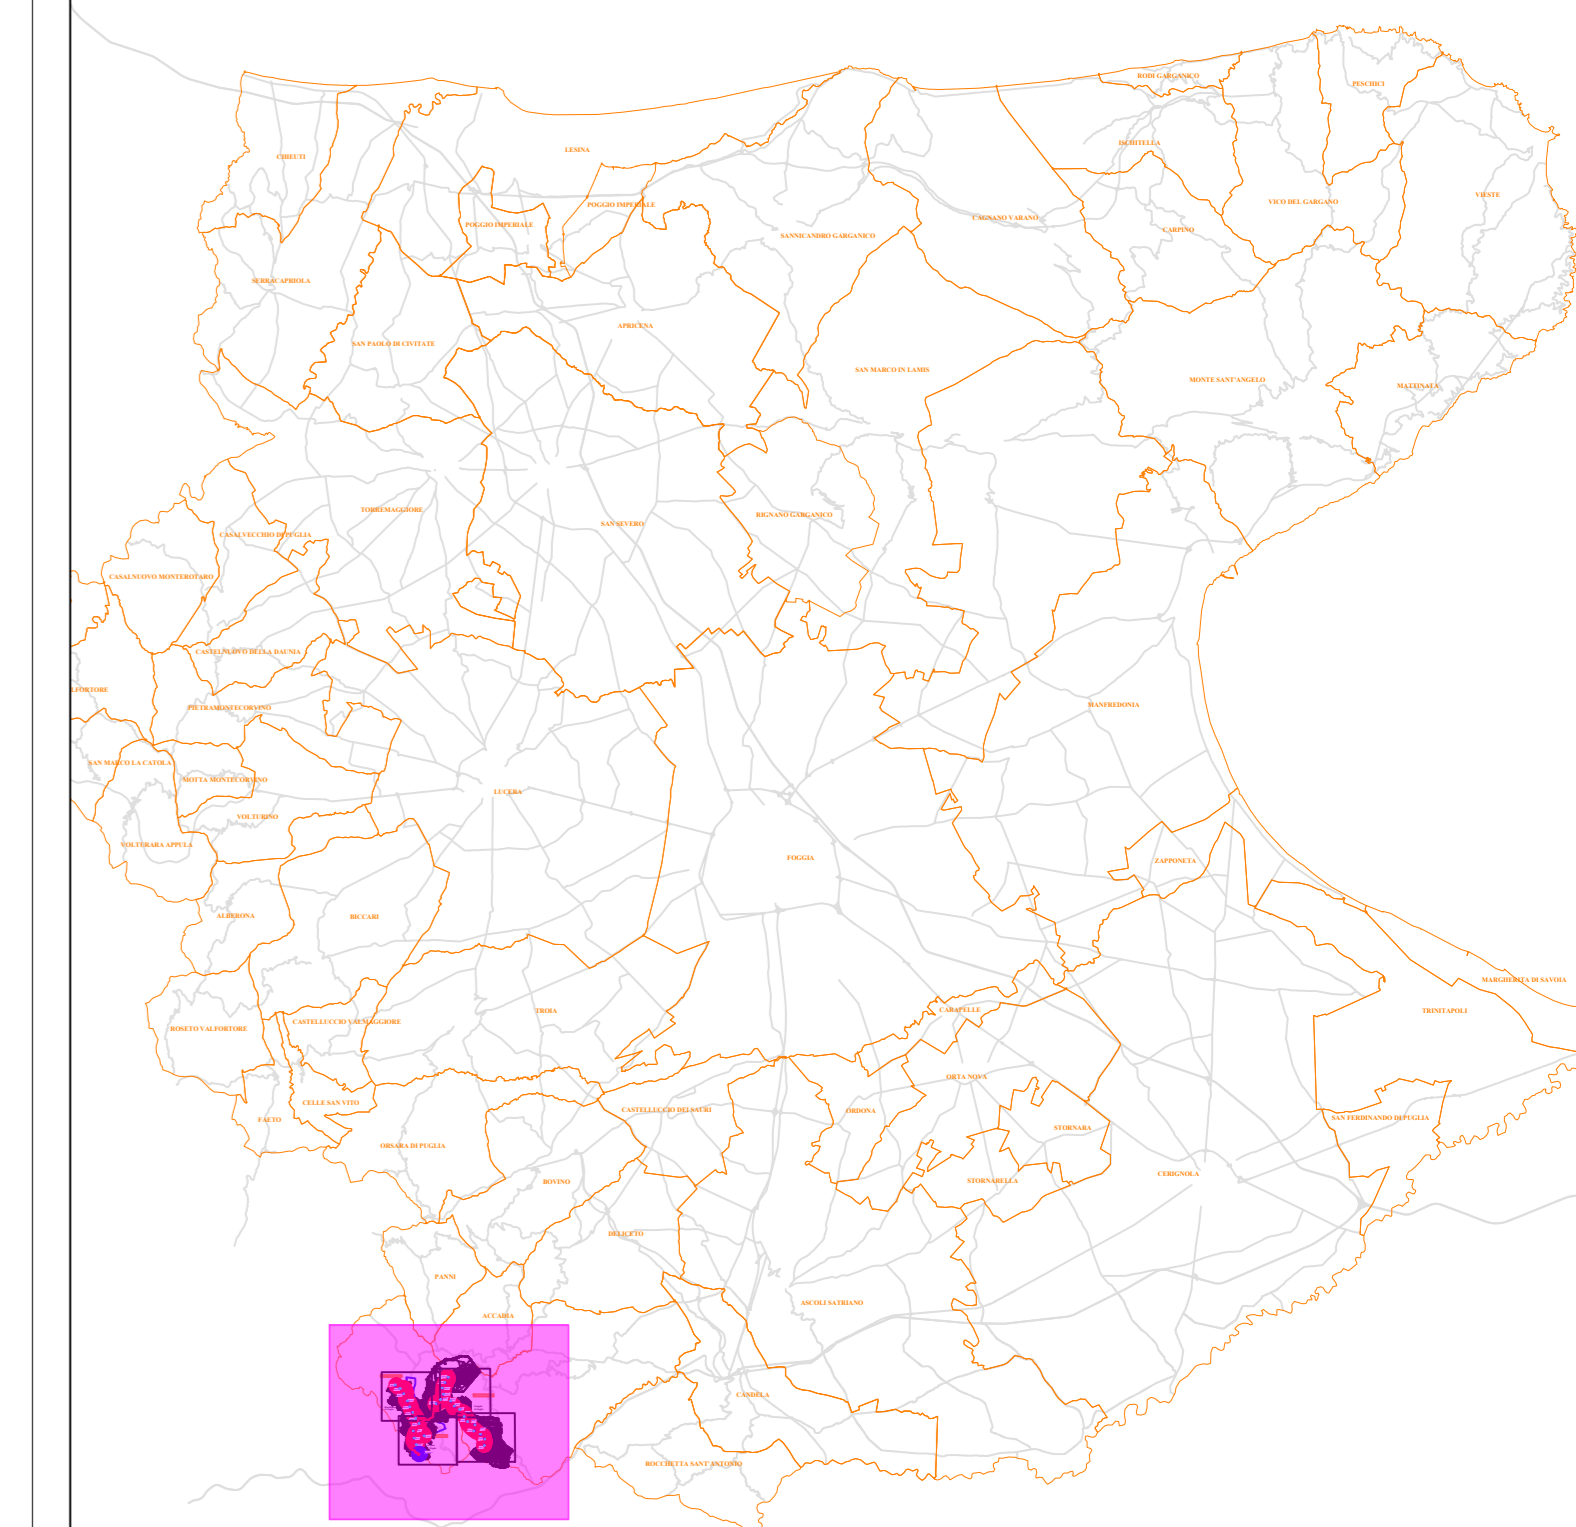 RODI GARGANICO
PESCHICI
LESINA
ISCHITELLA
CHIEUTI
VIESTE
VICO DEL GARGANO
POGGIO IMPERIALE
POGGIO IMPERIALE
CAGNANO VARANO
CARPINO
SANNICANDRO GARGANICO
SERRACAPRIOLA
APRICENA
SAN PAOLO DI CIVITATE
SAN MARCO IN LAMIS
MONTE SANT'ANGELO
MATTINATA
TORREMAGGIORE
RIGNANO GARGANICO
SAN SEVERO
CASALVECCHIO DI PUGLIA
CASALNUOVO MONTEROTARO
CASTELNUOVO DELLA DAUNIA
LFORTORE
PIETRAMONTECORVINO
MANFREDONIA
SAN MARCO LA CATOLA
MOTTA MONTECORVINO
LUCERA
VOLTURINO
VOLTURARA APPULA
FOGGIA
ZAPPONETA
ALBERONA
BICCARI
MARGHERITA DI SAVOIA
TROIA
CARAPELLE
TRINITAPOLI
CASTELLUCCIO VALMAGGIORE
ROSETO VALFORTORE
ORTA NOVA
CELLE SAN VITO
CASTELLUCCIO DEI SAURI
ORDONA
FAETO
SAN FERDINANDO DI PUGLIA
STORNARA
ORSARA DI PUGLIA
CERIGNOLA
BOVINO
STORNARELLA
DELICETO
PANNI
ASCOLI SATRIANO
ACCADIA
CANDELA
ROCCHETTA SANT'ANTONIO